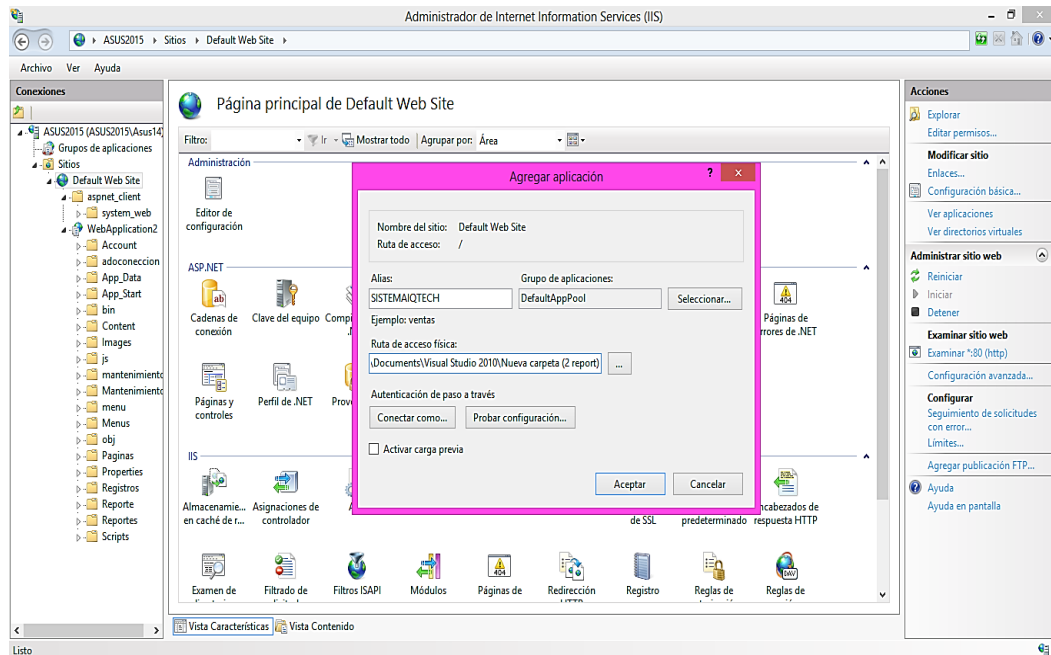 Administrador de Internet Information Services (IIS)
ASUS2015
Sitios
Default Web Site
Archivo Ver Ayuda
Conexiones
ASUS2015 (ASUS2015\Asus14
Grupos de aplicaciones
Sitios
Default Web Site
aspnet_client
system_web
WebApplication2
Account
adoconeccion
App_Data
App_Start
bin
Content
Images
js
mantenimiento
Mantenimiento
menu
Menus
obj
Paginas
Properties
Registros
Reporte
Reportes
Scripts
Página principal de Default Web Site
Filtro: Ir Mostrar todo Agrupar por: Área
Administración
Editor de
configuración
ASP.NET
Cadenas de
conexión
Clave del equipo
Páginas de
Páginas y
controles
Perfil de .NET
IIS
Almacenamie...
en caché de r...
Asignaciones de
controlador
de SSL
predeterminado
respuesta HTTP
Examen de
Filtrado de
Filtros ISAPI
Módulos
Páginas de
Redirección
Registro
Reglas de
Reglas de
Agregar aplicación
Nombre del sitio: Default Web Site
Ruta de acceso: /
Alias:
Grupo de aplicaciones:
SISTEMAIQTECH
DefaultAppPool
Seleccionar...
Ejemplo: ventas
Ruta de acceso física:
\Documents\Visual Studio 2010\Nueva carpeta (2 report)
...
Autenticación de paso a través
Conectar como...
Probar configuración...
Activar carga previa
Aceptar
Cancelar
Vista Características
Vista Contenido
Acciones
Explorar
Editar permisos...
Modificar sitio
Enlaces...
Configuración básica...
Ver aplicaciones
Ver directorios virtuales
Administrar sitio web
Reiniciar
Iniciar
Detener
Examinar sitio web
Examinar *:80 (http)
Configuración avanzada...
Configurar
Seguimiento de solicitudes
con error...
Límites...
Agregar publicación FTP...
Ayuda
Ayuda en pantalla
Listo